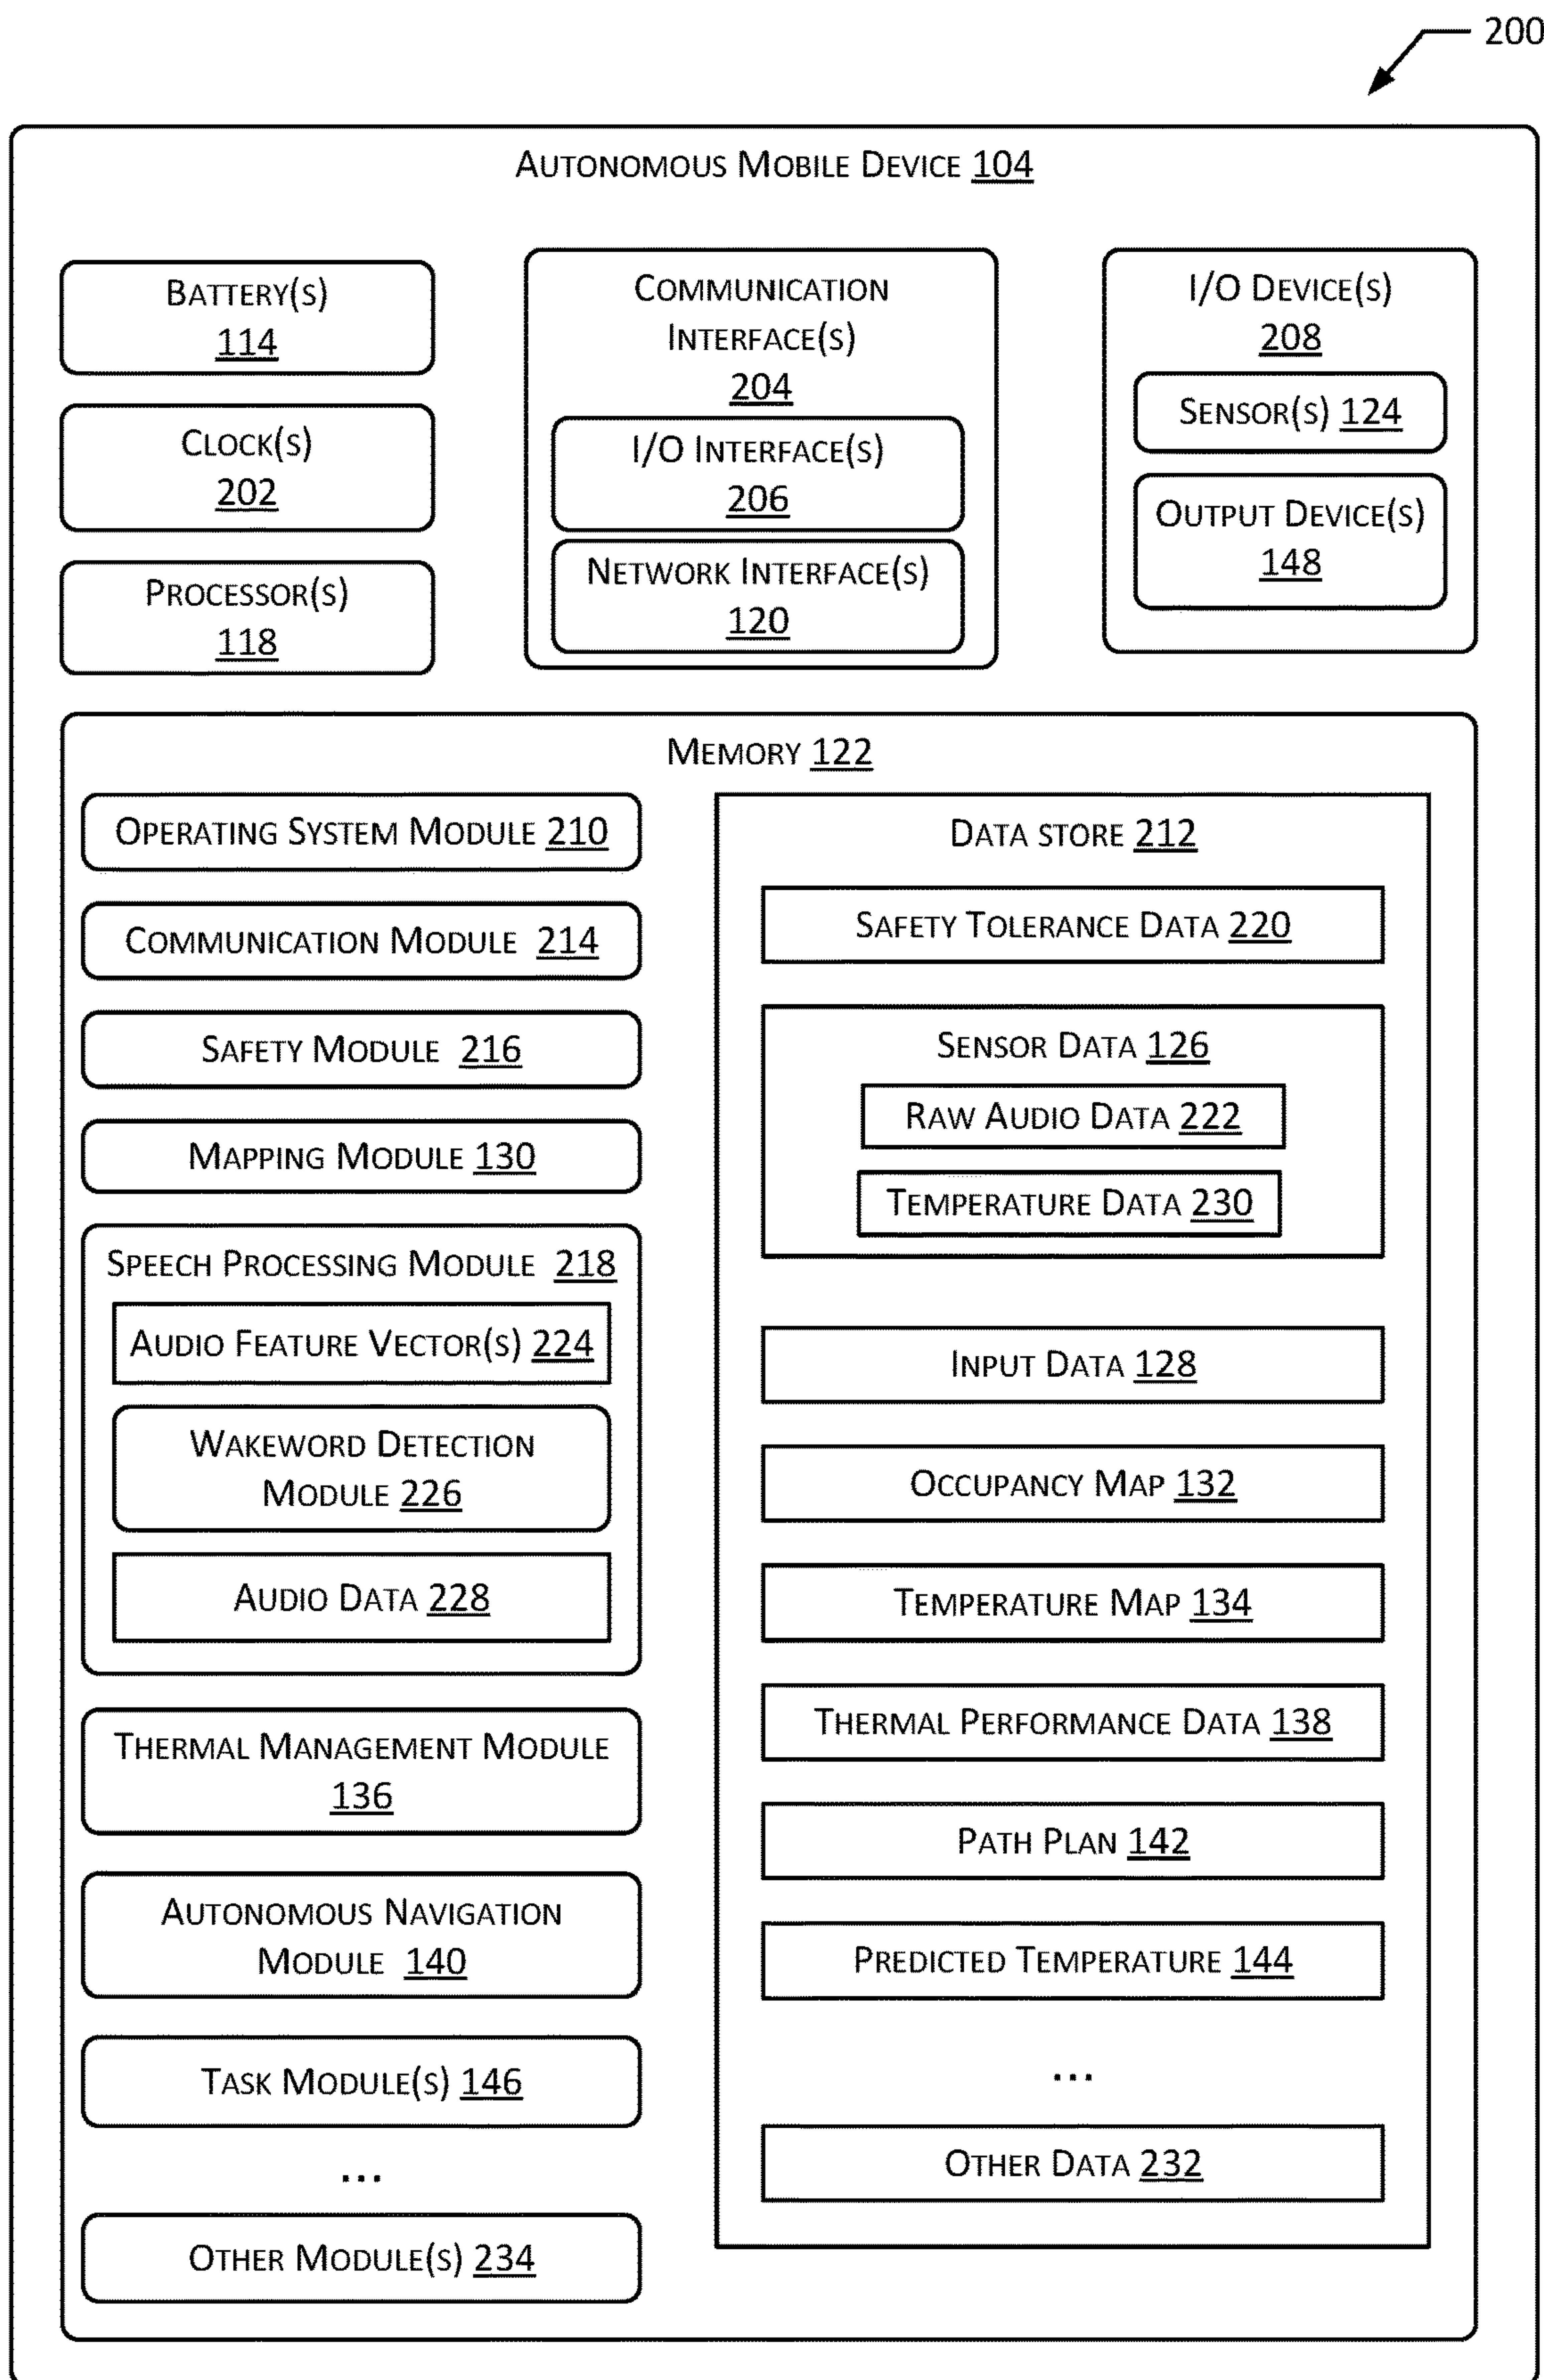 200
AUTONOMOUS MOBILE DEVICE 104
BATTERY(S)
114
CLOCK(S)
202
PROCESSOR(S)
118
COMMUNICATION
INTERFACE(S)
204
I/O INTERFACE(S)
206
NETWORK INTERFACE(S)
120
I/O DEVICE(S)
208
SENSOR(S) 124
OUTPUT DEVICE(S)
148
MEMORY 122
OPERATING SYSTEM MODULE 210
COMMUNICATION MODULE 214
SAFETY MODULE 216
MAPPING MODULE 130
SPEECH PROCESSING MODULE 218
AUDIO FEATURE VECTOR(S) 224
WAKEWORD DETECTION
MODULE 226
AUDIO DATA 228
THERMAL MANAGEMENT MODULE
136
AUTONOMOUS NAVIGATION
MODULE 140
TASK MODULE(S) 146
...
OTHER MODULE(S) 234
DATA STORE 212
SAFETY TOLERANCE DATA 220
SENSOR DATA 126
RAW AUDIO DATA 222
TEMPERATURE DATA 230
INPUT DATA 128
OCCUPANCY MAP 132
TEMPERATURE MAP 134
THERMAL PERFORMANCE DATA 138
PATH PLAN 142
PREDICTED TEMPERATURE 144
...
OTHER DATA 232